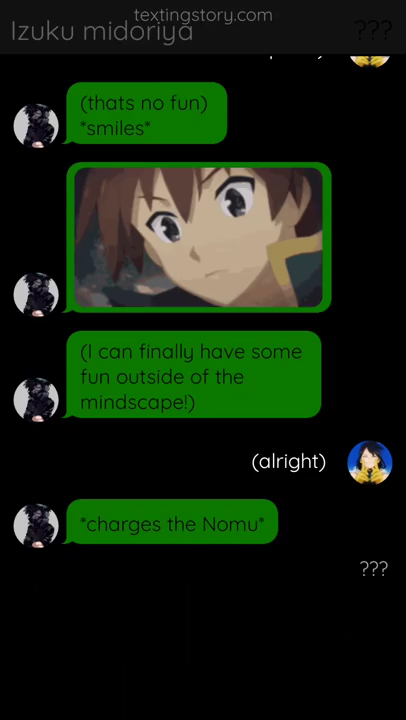 textingstory.com
Izuku midoriya
???
(thats no fun)
*smiles*
(I can finally have some
fun outside of the
mindscape!)
(alright)
*charges the Nomu*
???